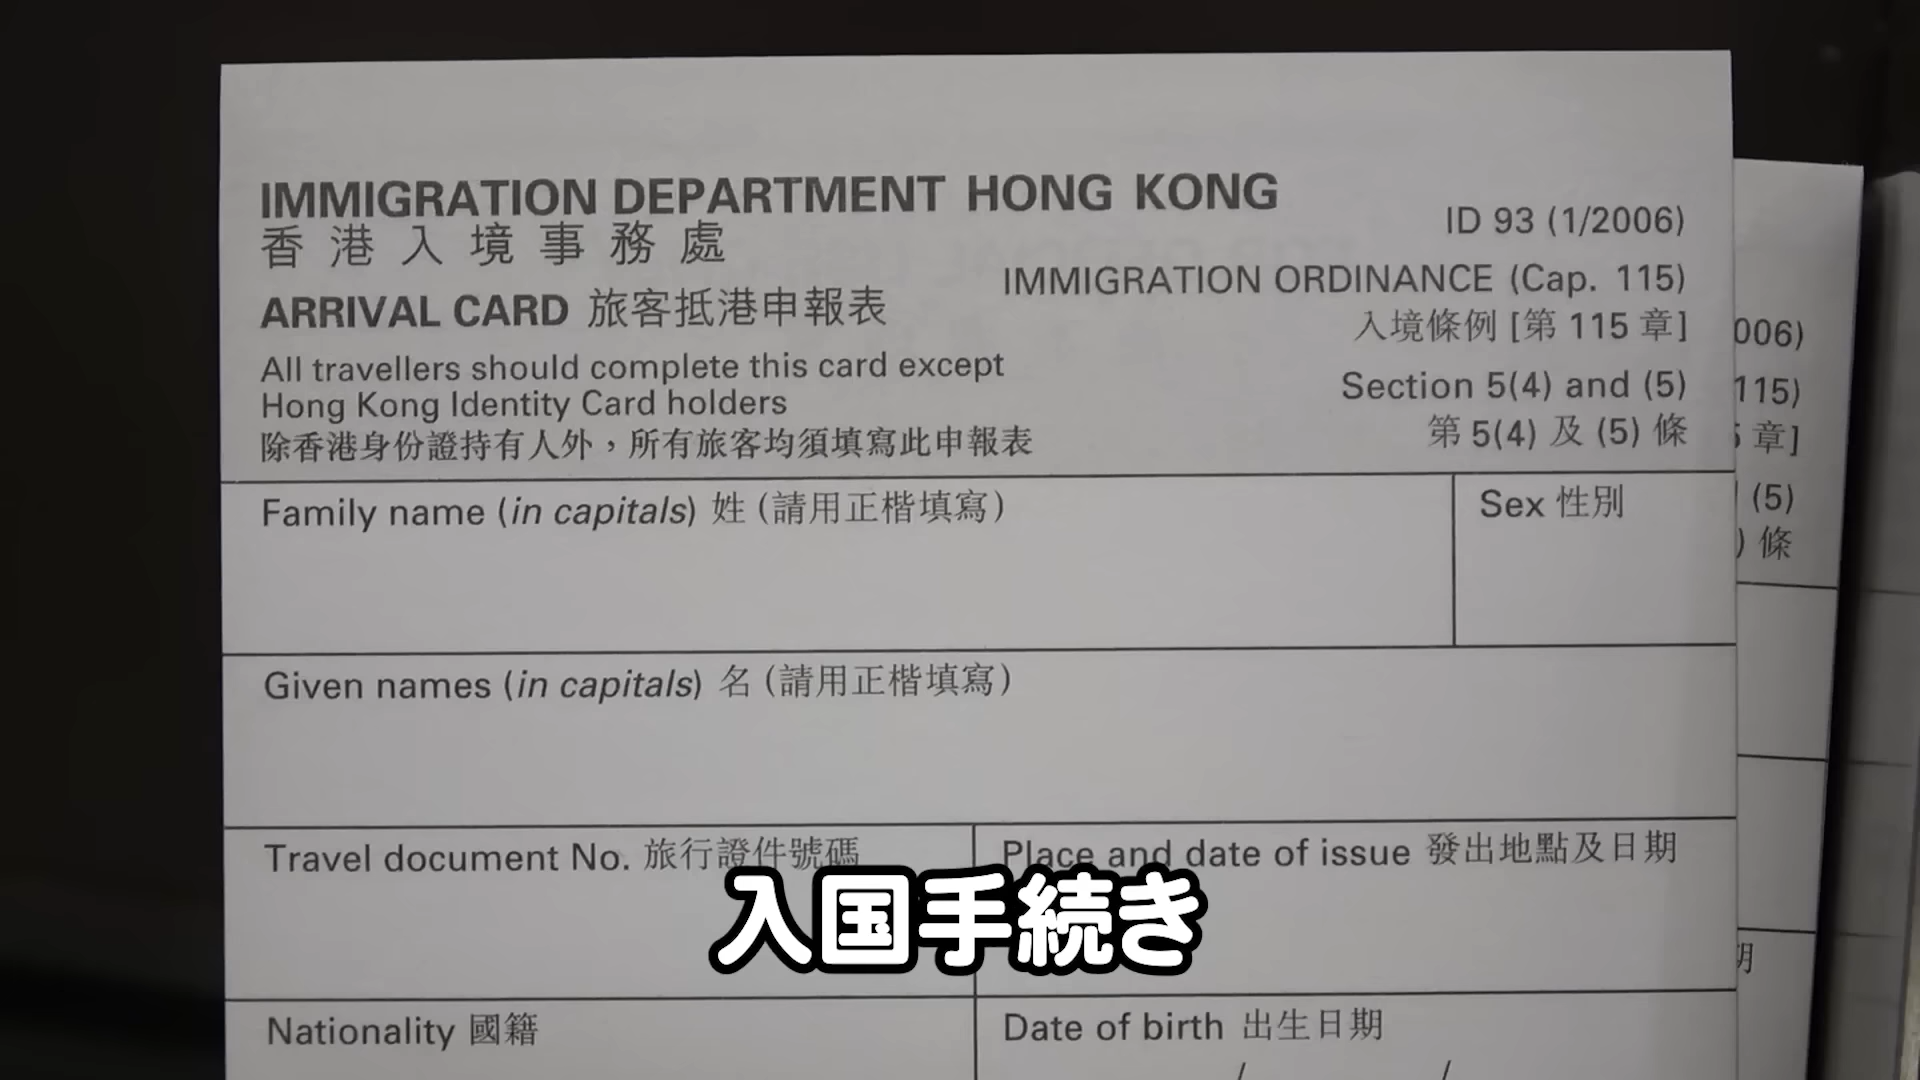 IMMIGRATION DEPARTMENT HONG KONG
香港入境事務處
ID 93 (1/2006)
ARRIVAL CARD 旅客抵港申報表
IMMIGRATION ORDINANCE (Cap. 115)
入境條例 [第 115 章]
All travellers should complete this card except
Hong Kong Identity Card holders
除香港身份證持有人外，所有旅客均須填寫此申報表
Section 5(4) and (5)
第 5(4) 及 (5) 條
Family name (in capitals) 姓 (請用正楷填寫)
Sex 性別
Given names (in capitals) 名 (請用正楷填寫)
Travel document No. 旅行證件號碼
Place and date of issue 發出地點及日期
入国手続き
Nationality 國籍
Date of birth 出生日期
/ /
006)
115)
章]
(5)
) 條
期